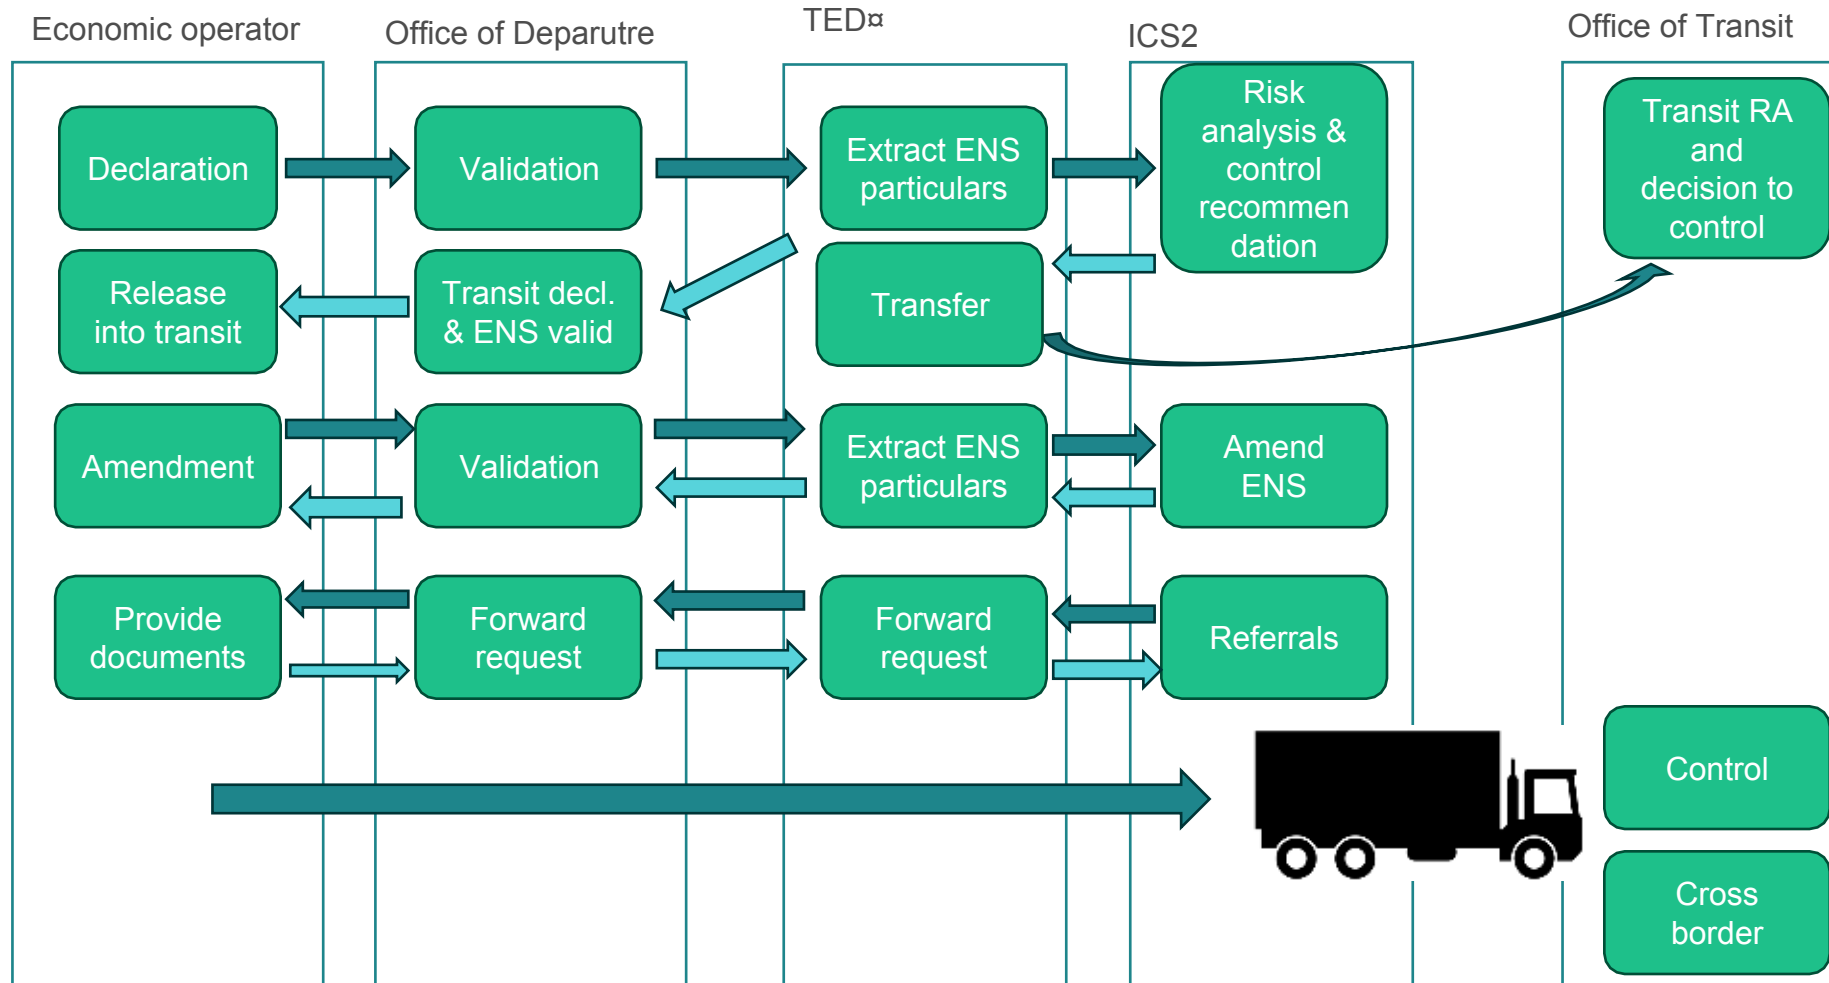 Economic operator
Office of Deparutre
TED¤
ICS2
Office of Transit
Declaration
Validation
Extract ENS
particulars
Risk
analysis &
control
recommen
dation
Transit RA
and
decision to
control
Release
into transit
Transit decl.
& ENS valid
Transfer
Amendment
Validation
Extract ENS
particulars
Amend
ENS
Provide
documents
Forward
request
Forward
request
Referrals
Control
Cross
border